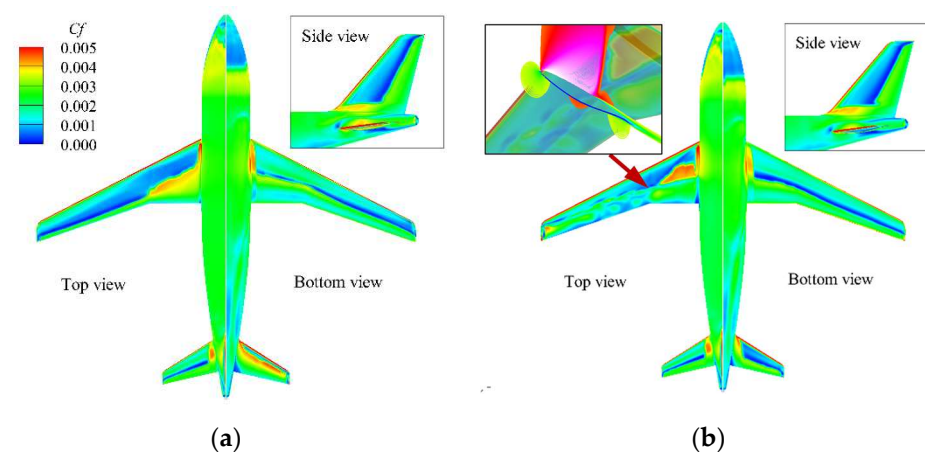 Cf
0.005
0.004
0.003
0.002
0.001
0.000
Side view
Top view
Bottom view
(a)
Side view
Top view
Bottom view
(b)